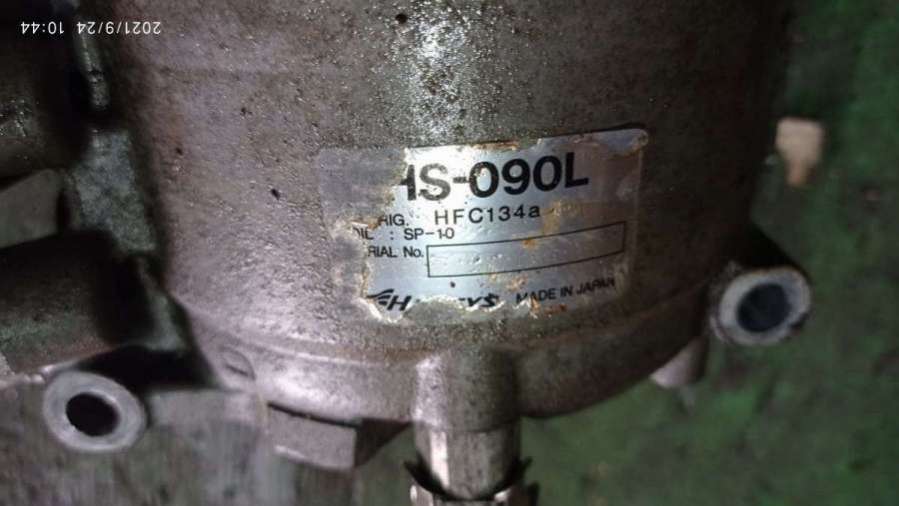 2021/9/24 10:44
HS-090L
RIG. HFC134a
OIL : SP-10
RIAL No.
MADE IN JAPAN